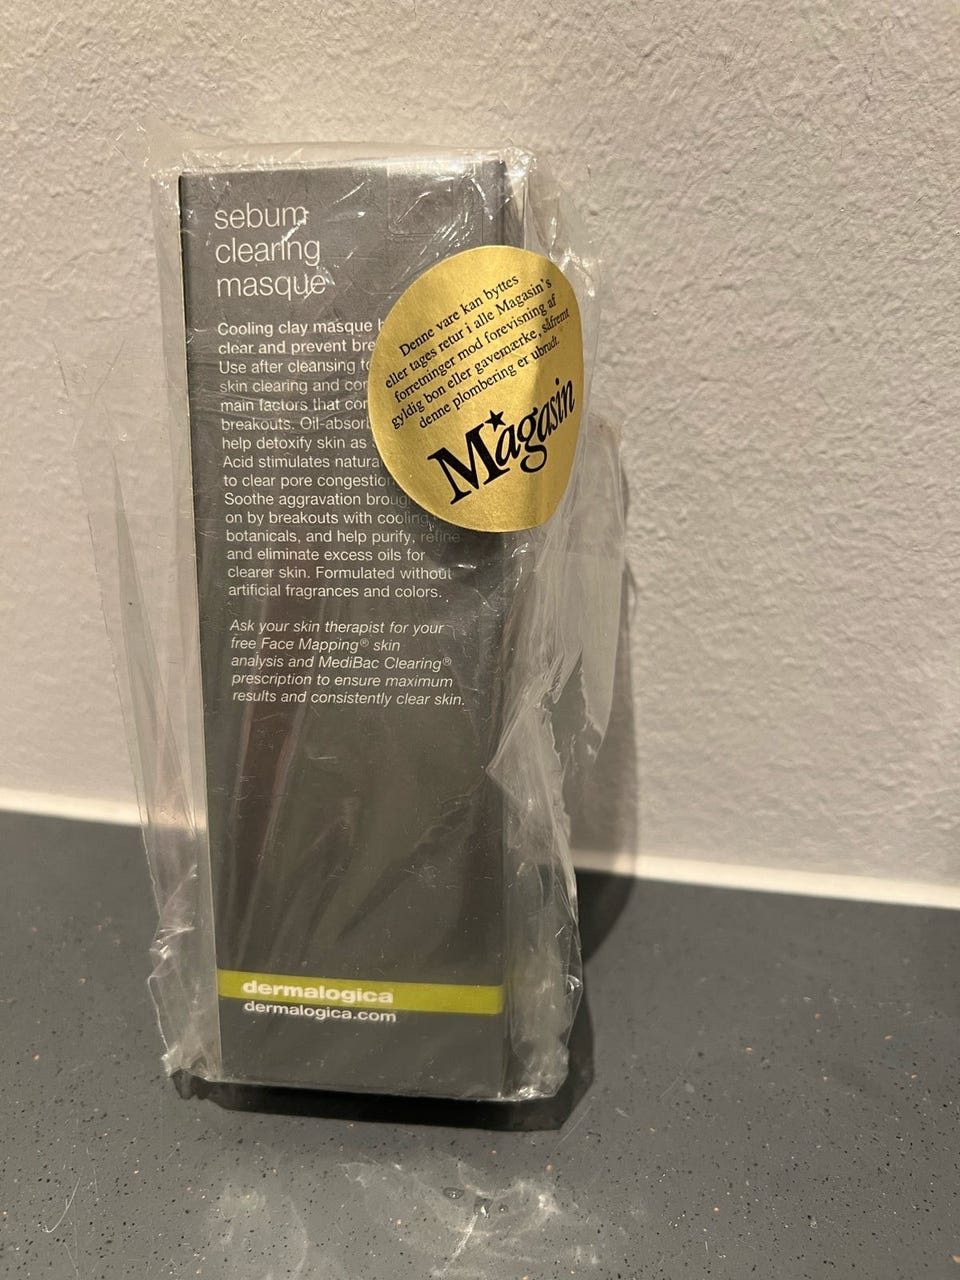 sebum
clearing
masque
Cooling clay masque
clear and prevent
Use after cleansing
skin clearing and
main factors that
breakouts.
help detoxify skin as
Acid stimulates
to clear pore
Soothe aggravation
on by breakouts with cooling
botanicals, and help purify, refine
and eliminate excess oils for
clearer skin. Formulated without
artificial fragrances and colors.
Ask your skin therapist for your
free Face Mapping® skin
analysis and MediBac Clearing®
prescription to ensure maximum
results and consistently clear skin.
dermalogica
dermalogica.com
Denne vare kan byttes
eller tages retur i alle Magasin's
forretninger mod forevisning af
gyldig bon eller gavemærke, såfremt
denne plombering er ubrudt.
Magasin